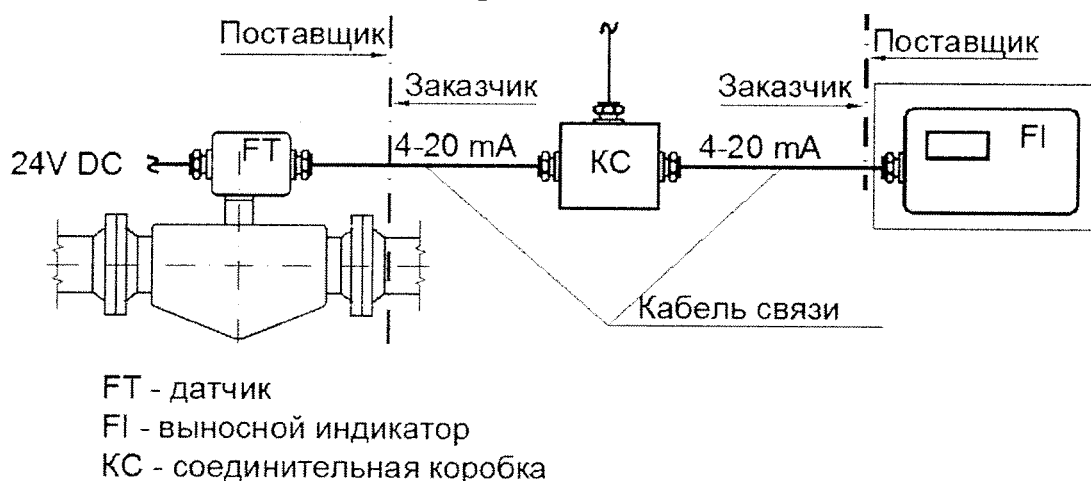 Поставщик
Заказчик
Заказчик
Поставщик
24V DC
FT
4-20 mA
КС
4-20 mA
FI
Кабель связи
FT - датчик
FI - выносной индикатор
КС - соединительная коробка